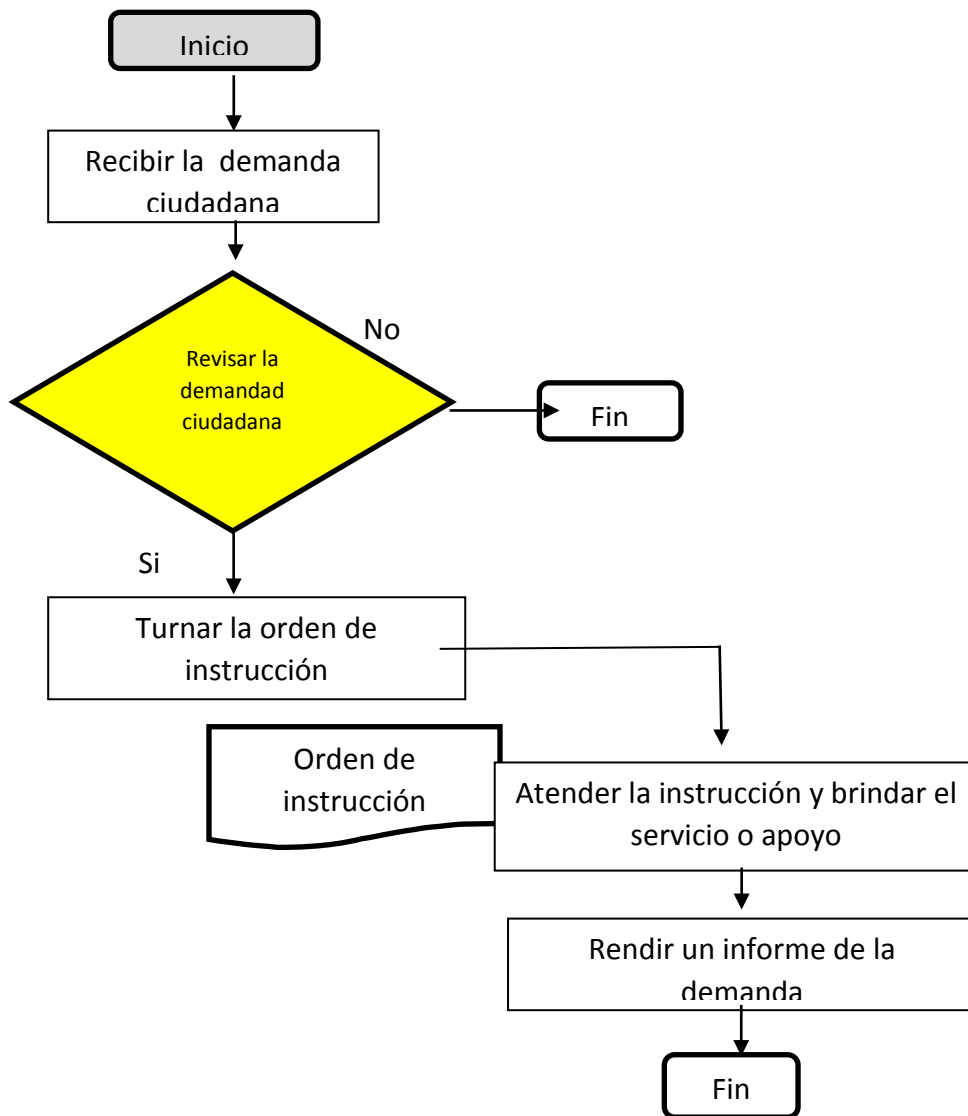 Inicio
Recibir la demanda
ciudadana
No
Revisar la
demandad
ciudadana
Fin
Si
Turnar la orden de
instrucción
Orden de
instrucción
Atender la instrucción y brindar el
servicio o apoyo
Rendir un informe de la
demanda
Fin